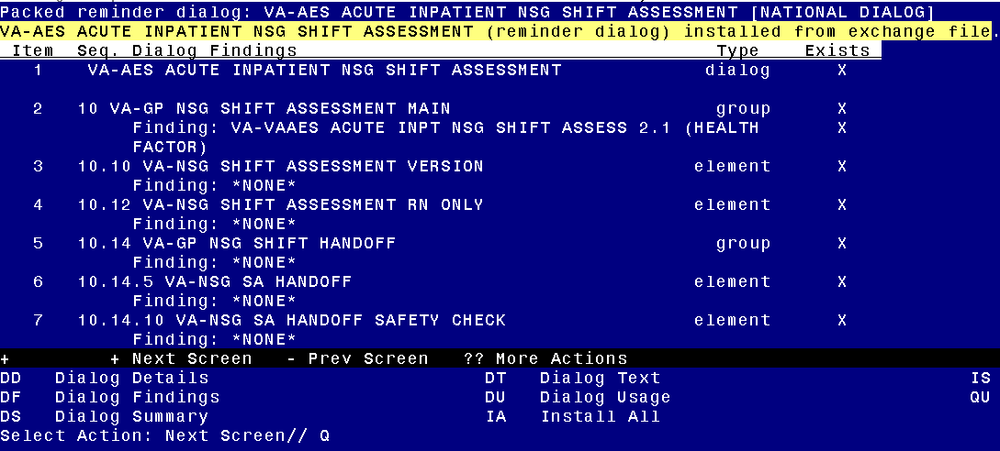 Packed reminder dialog: VA-AES ACUTE INPATIENT NSG SHIFT ASSESSMENT [NATIONAL DIALOG]
VA-AES ACUTE INPATIENT NSG SHIFT ASSESSMENT (reminder dialog) installed from exchange file.
Item Seq. Dialog Findings Type Exists
1 VA-AES ACUTE INPATIENT NSG SHIFT ASSESSMENT dialog X
2 10 VA-GP NSG SHIFT ASSESSMENT MAIN group X
Finding: VA-VAAES ACUTE INPT NSG SHIFT ASSESS 2.1 (HEALTH X
FACTOR)
3 10.10 VA-NSG SHIFT ASSESSMENT VERSION element X
Finding: *NONE*
4 10.12 VA-NSG SHIFT ASSESSMENT RN ONLY element X
Finding: *NONE*
5 10.14 VA-GP NSG SHIFT HANDOFF group X
Finding: *NONE*
6 10.14.5 VA-NSG SA HANDOFF element X
Finding: *NONE*
7 10.14.10 VA-NSG SA HANDOFF SAFETY CHECK element X
Finding: *NONE*
+ + Next Screen - Prev Screen ?? More Actions
DD Dialog Details DT Dialog Text IS
DF Dialog Findings DU Dialog Usage QU
DS Dialog Summary IA Install All
Select Action: Next Screen// Q